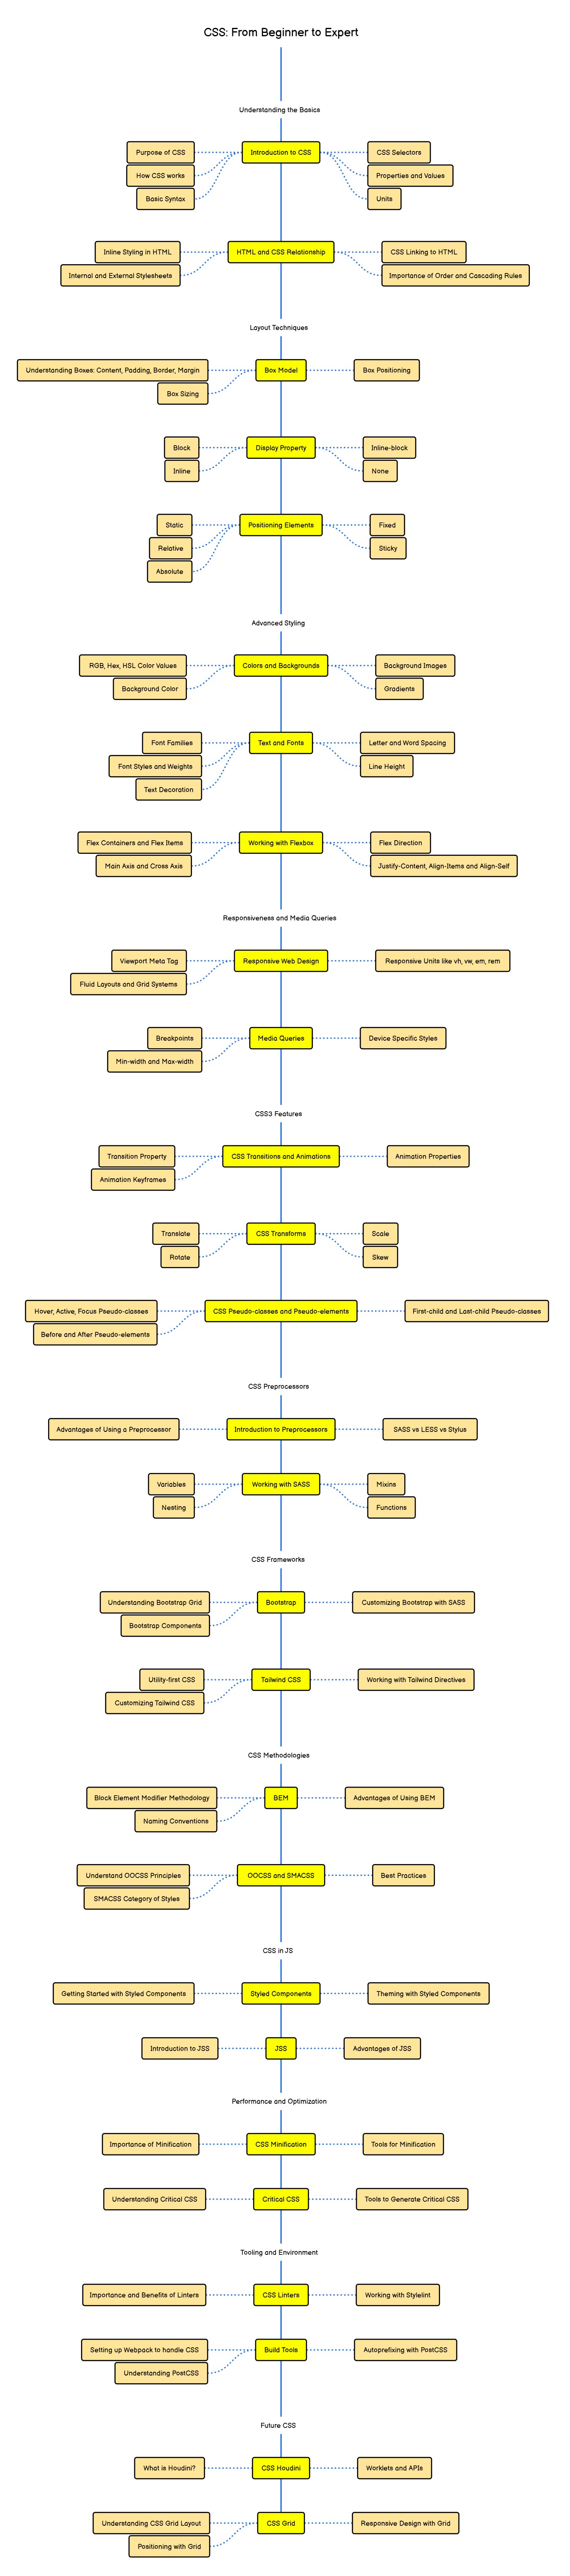 CSS: From Beginner to Expert
Understanding the Basics
Purpose of CSS
Introduction to CSS
CSS Selectors
How CSS works
Properties and Values
Basic Syntax
Units
Inline Styling in HTML
HTML and CSS Relationship
CSS Linking to HTML
Internal and External Stylesheets
Importance of Order and Cascading Rules
Layout Techniques
Understanding Boxes: Content, Padding, Border, Margin
Box Model
Box Positioning
Box Sizing
Block
Display Property
Inline-block
Inline
None
Static
Positioning Elements
Fixed
Relative
Sticky
Absolute
Advanced Styling
RGB, Hex, HSL Color Values
Colors and Backgrounds
Background Images
Background Color
Gradients
Font Families
Text and Fonts
Letter and Word Spacing
Font Styles and Weights
Line Height
Text Decoration
Flex Containers and Flex Items
Working with Flexbox
Flex Direction
Main Axis and Cross Axis
Justify-Content, Align-Items and Align-Self
Responsiveness and Media Queries
Viewport Meta Tag
Responsive Web Design
Responsive Units like vh, vw, em, rem
Fluid Layouts and Grid Systems
Breakpoints
Media Queries
Device Specific Styles
Min-width and Max-width
CSS3 Features
Transition Property
CSS Transitions and Animations
Animation Properties
Animation Keyframes
Translate
CSS Transforms
Scale
Rotate
Skew
Hover, Active, Focus Pseudo-classes
CSS Pseudo-classes and Pseudo-elements
First-child and Last-child Pseudo-classes
Before and After Pseudo-elements
CSS Preprocessors
Advantages of Using a Preprocessor
Introduction to Preprocessors
SASS vs LESS vs Stylus
Variables
Working with SASS
Mixins
Nesting
Functions
CSS Frameworks
Understanding Bootstrap Grid
Bootstrap
Customizing Bootstrap with SASS
Bootstrap Components
Utility-first CSS
Tailwind CSS
Working with Tailwind Directives
Customizing Tailwind CSS
CSS Methodologies
Block Element Modifier Methodology
BEM
Advantages of Using BEM
Naming Conventions
Understand OOCSS Principles
OOCSS and SMACSS
Best Practices
SMACSS Category of Styles
CSS in JS
Getting Started with Styled Components
Styled Components
Theming with Styled Components
Introduction to JSS
JSS
Advantages of JSS
Performance and Optimization
Importance of Minification
CSS Minification
Tools for Minification
Understanding Critical CSS
Critical CSS
Tools to Generate Critical CSS
Tooling and Environment
Importance and Benefits of Linters
CSS Linters
Working with Stylelint
Setting up Webpack to handle CSS
Build Tools
Autoprefixing with PostCSS
Understanding PostCSS
Future CSS
What is Houdini?
CSS Houdini
Worklets and APIs
Understanding CSS Grid Layout
CSS Grid
Responsive Design with Grid
Positioning with Grid